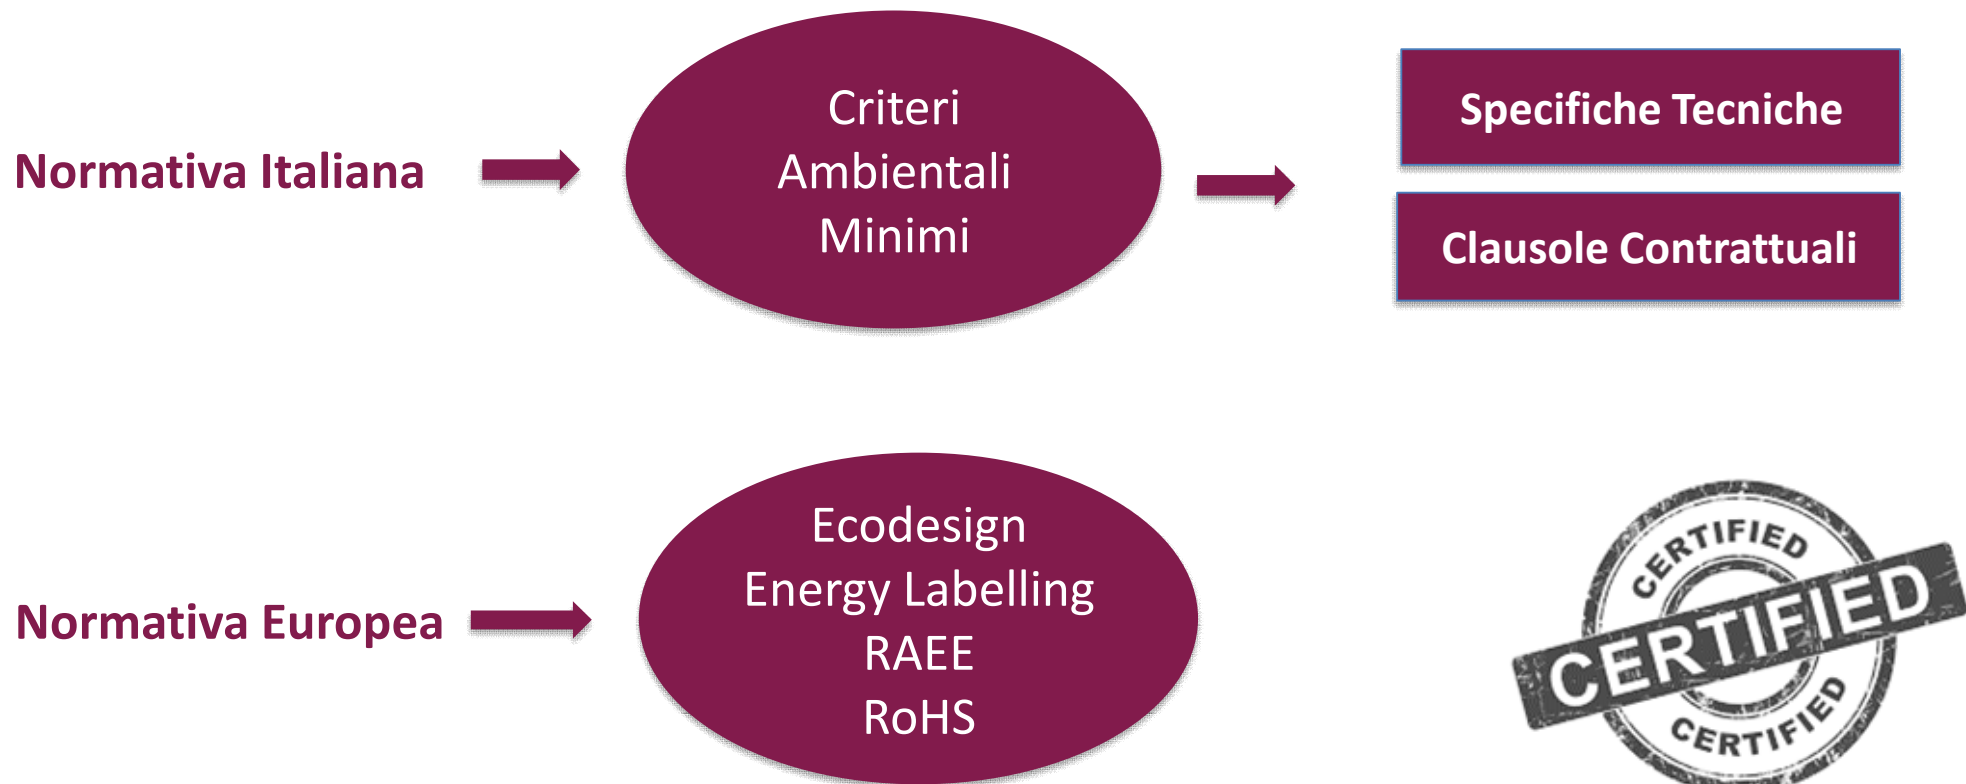 Normativa Italiana
Criteri
Ambientali
Minimi
Specifiche Tecniche
Clausole Contrattuali
Normativa Europea
Ecodesign
Energy Labelling
RAEE
RoHS
CERTIFIED
CERTIFIED
CERTIFIED